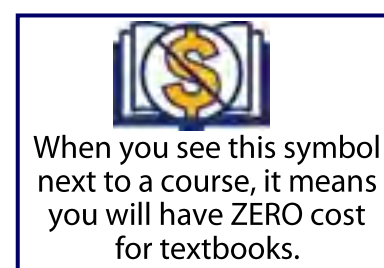 When you see this symbol
next to a course, it means
you will have ZERO cost
for textbooks.